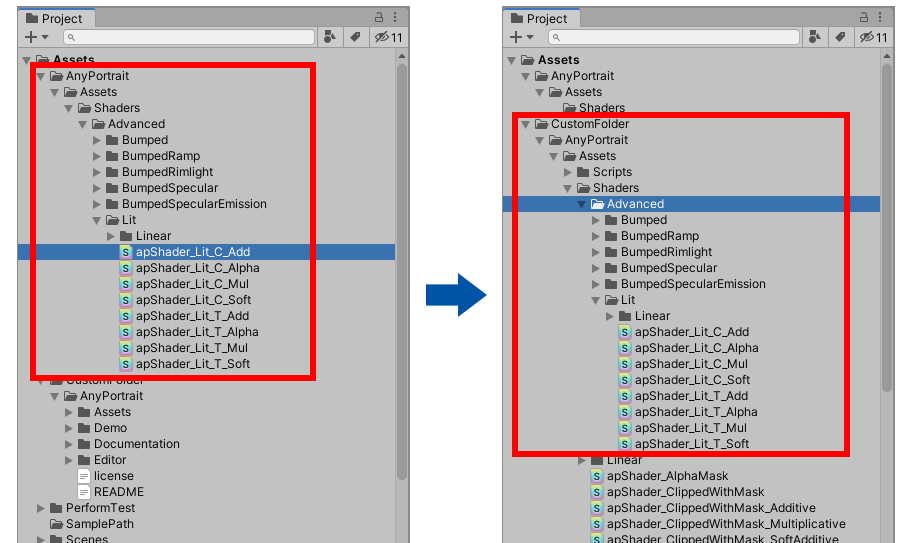 Project
11
Assets
AnyPortrait
Assets
Shaders
Advanced
Bumped
BumpedRamp
BumpedRimlight
BumpedSpecular
BumpedSpecularEmission
Lit
Linear
apShader_Lit_C_Add
apShader_Lit_C_Alpha
apShader_Lit_C_Mul
apShader_Lit_C_Soft
apShader_Lit_T_Add
apShader_Lit_T_Alpha
apShader_Lit_T_Mul
apShader_Lit_T_Soft
CustomFolder
AnyPortrait
Assets
Demo
Documentation
Editor
license
README
PerformTest
SamplePath
Scenes
Project
11
Assets
AnyPortrait
Assets
Shaders
CustomFolder
AnyPortrait
Assets
Scripts
Shaders
Advanced
Bumped
BumpedRamp
BumpedRimlight
BumpedSpecular
BumpedSpecularEmission
Lit
Linear
apShader_Lit_C_Add
apShader_Lit_C_Alpha
apShader_Lit_C_Mul
apShader_Lit_C_Soft
apShader_Lit_T_Add
apShader_Lit_T_Alpha
apShader_Lit_T_Mul
apShader_Lit_T_Soft
Linear
apShader_AlphaMask
apShader_ClippedWithMask
apShader_ClippedWithMask_Additive
apShader_ClippedWithMask_Multiplicative
apShader_ClippedWithMask_SoftAdditive